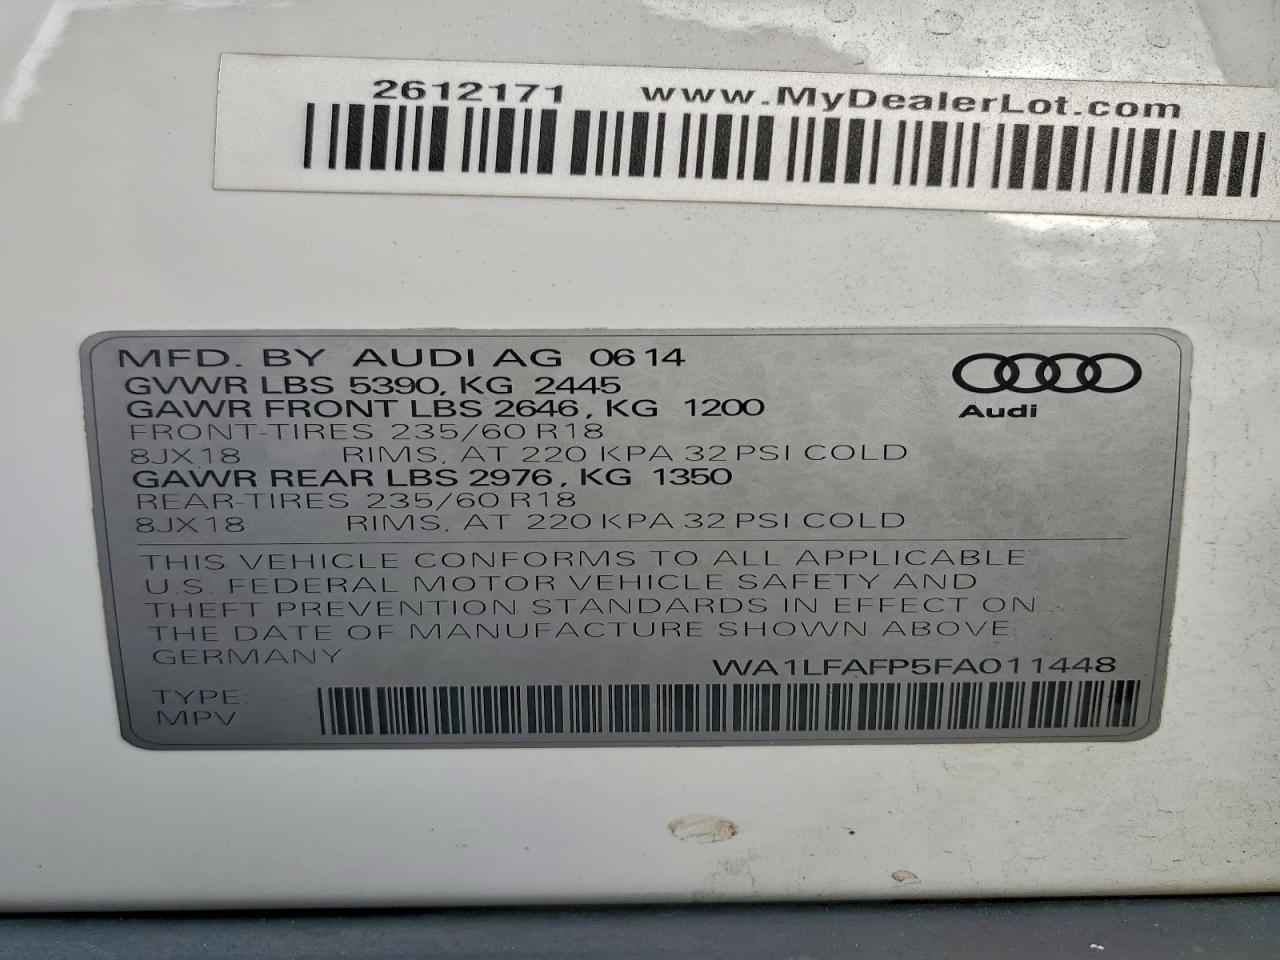 2612171 www.MyDealerLot.com
MFD. BY AUDI AG 06 14
GVWR LBS 5390, KG 2445
GAWR FRONT LBS 2646, KG 1200
Audi
FRONT-TIRES 235/60 R18
8JX18 RIMS, AT 220 KPA 32 PSI COLD
GAWR REAR LBS 2976, KG 1350
REAR-TIRES 235/60 R18
8JX18 RIMS, AT 220 KPA 32 PSI COLD
THIS VEHICLE CONFORMS TO ALL APPLICABLE
U.S. FEDERAL MOTOR VEHICLE SAFETY AND
THEFT PREVENTION STANDARDS IN EFFECT ON
THE DATE OF MANUFACTURE SHOWN ABOVE
GERMANY WA1LFAFP5FA011448
TYPE:
MPV